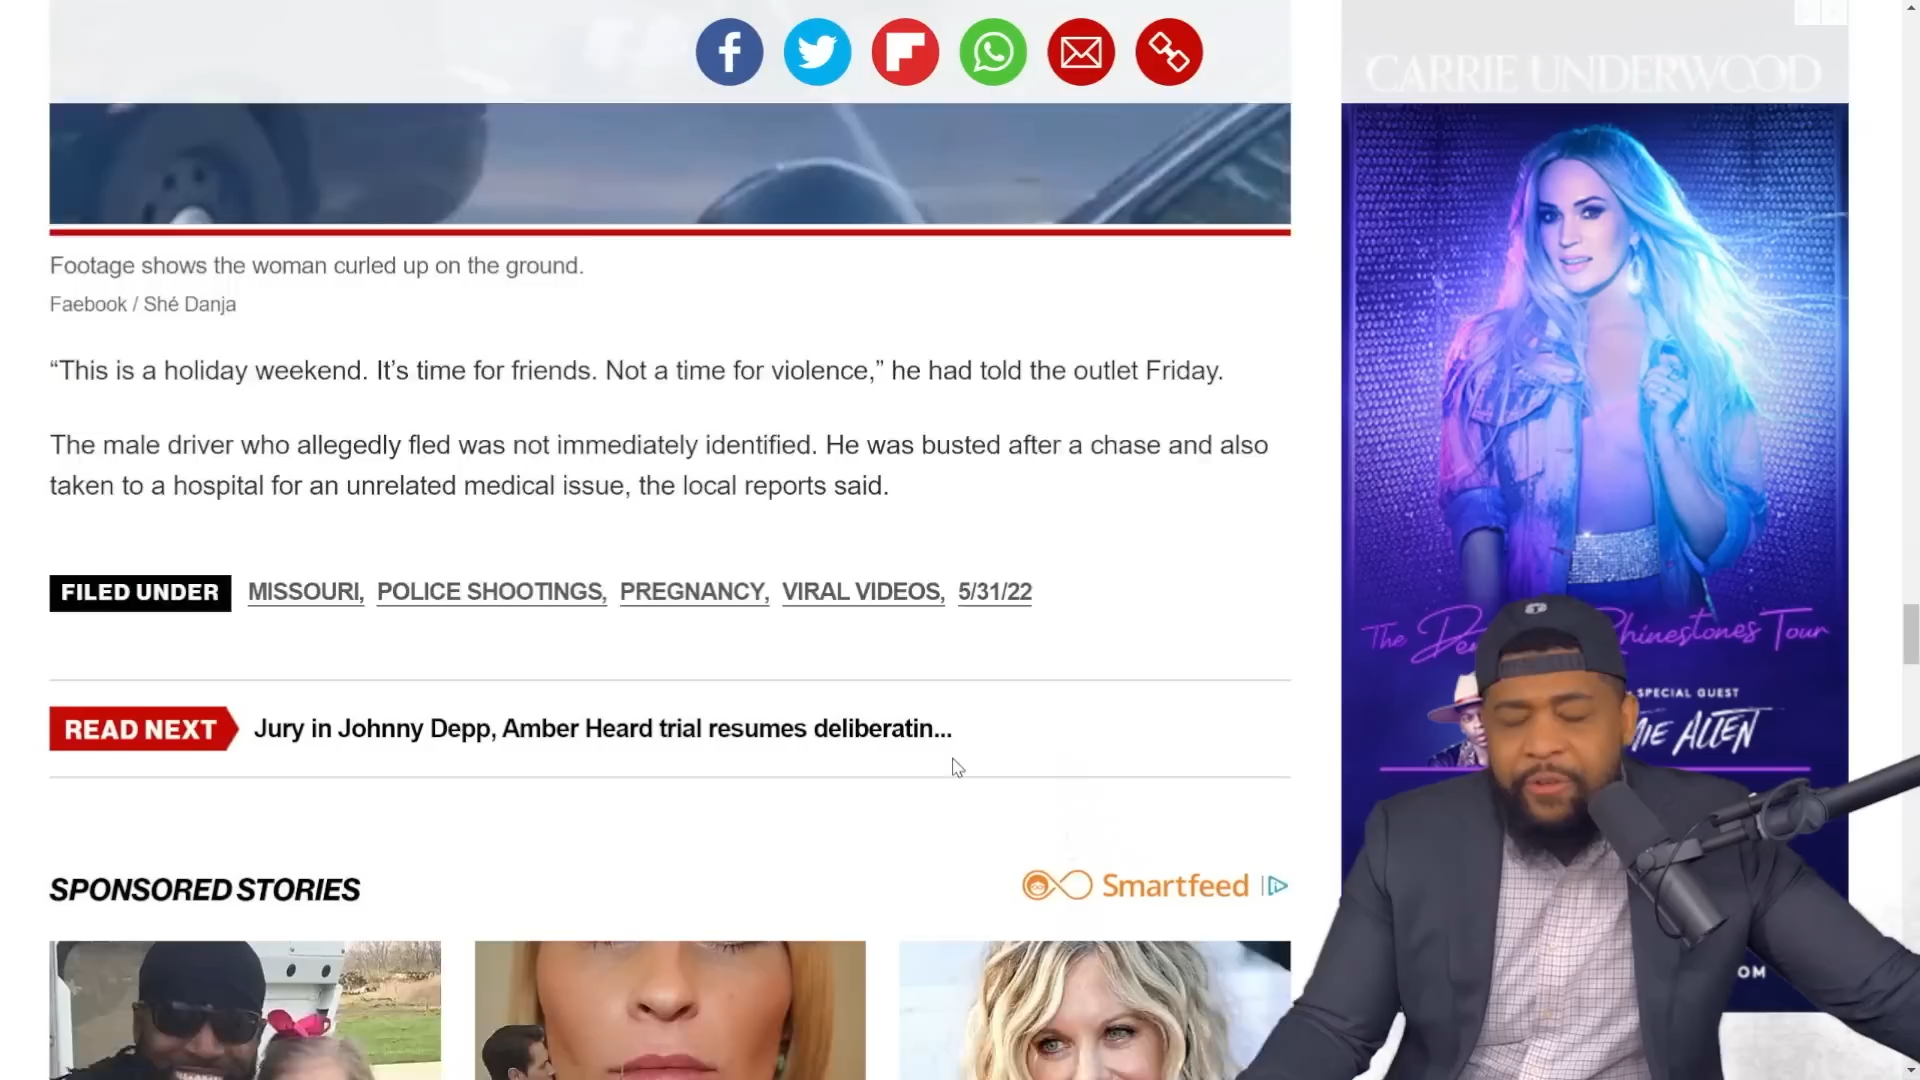 CARRIE UNDERWOOD
Footage shows the woman curled up on the ground.
Faebook / Shé Danja
“This is a holiday weekend. It’s time for friends. Not a time for violence,” he had told the outlet Friday.
The male driver who allegedly fled was not immediately identified. He was busted after a chase and also
taken to a hospital for an unrelated medical issue, the local reports said.
FILED UNDER MISSOURI, POLICE SHOOTINGS, PREGNANCY, VIRAL VIDEOS, 5/31/22
READ NEXT Jury in Johnny Depp, Amber Heard trial resumes deliberatin...
SPONSORED STORIES
Smartfeed
The Rhinestones Tour
SPECIAL GUEST
ALLEN
OM